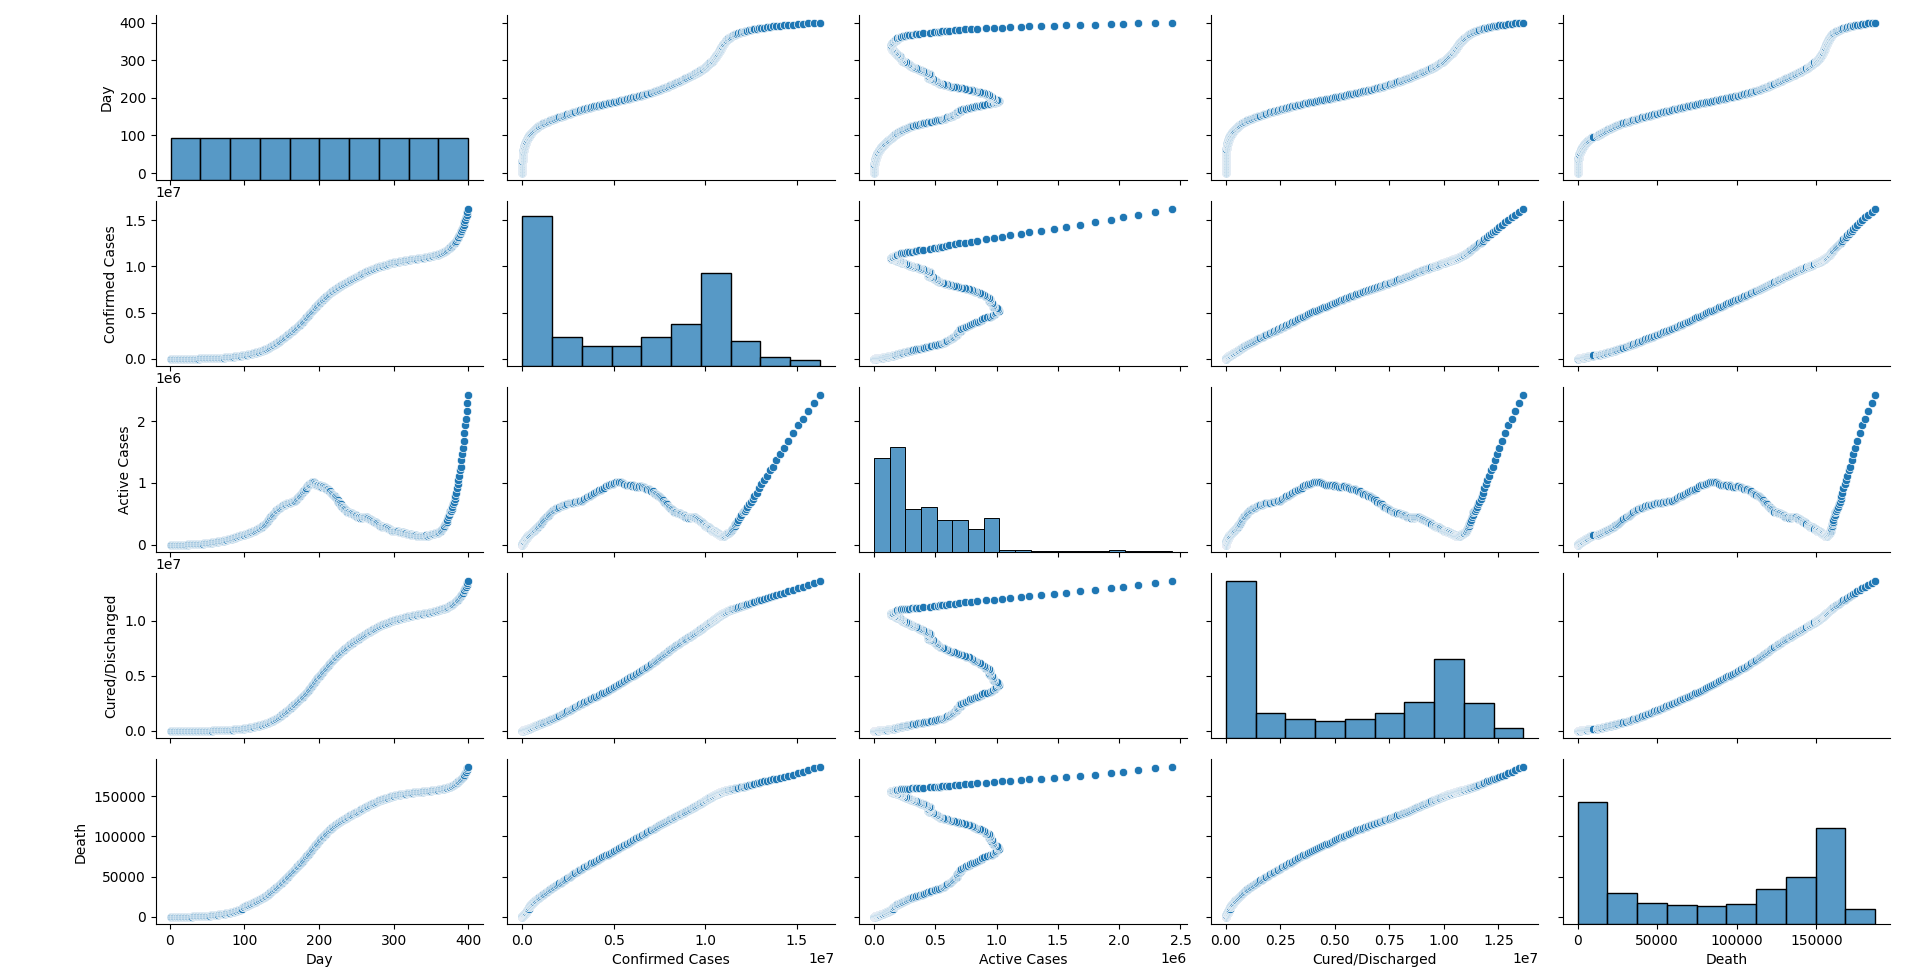 400
300
200
100
0
Day
1e7
1.5
1.0
0.5
0.0
Confirmed Cases
1e6
2
1
0
Active Cases
1e7
1.0
0.5
0.0
Cured/Discharged
150000
100000
50000
0
Death
0 100 200 300 400
Day
0.0 0.5 1.0 1.5
1e7
Confirmed Cases
0.0 0.5 1.0 1.5 2.0 2.5
1e6
Active Cases
0.00 0.25 0.50 0.75 1.00 1.25
1e7
Cured/Discharged
0 50000 100000 150000
Death